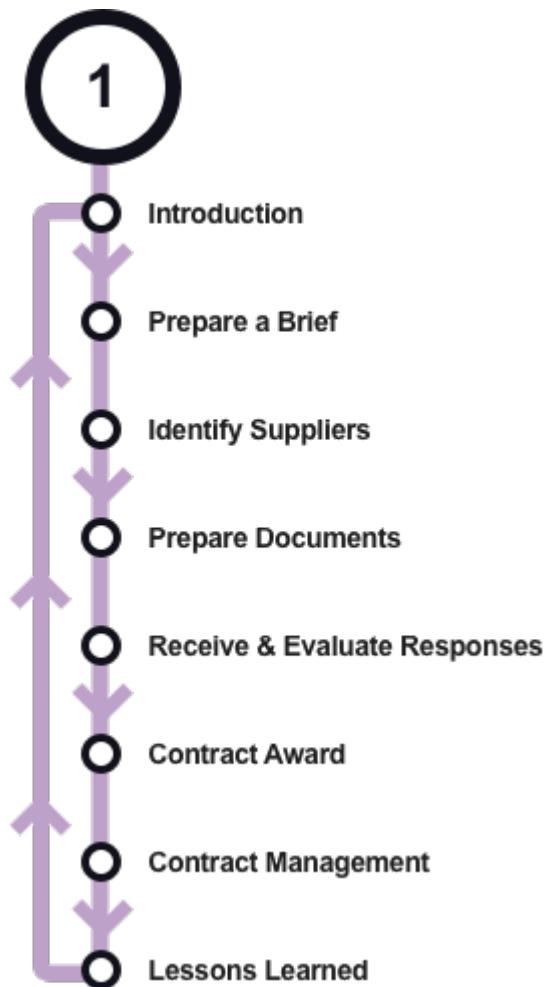 1
Introduction
Prepare a Brief
Identify Suppliers
Prepare Documents
Receive & Evaluate Responses
Contract Award
Contract Management
Lessons Learned